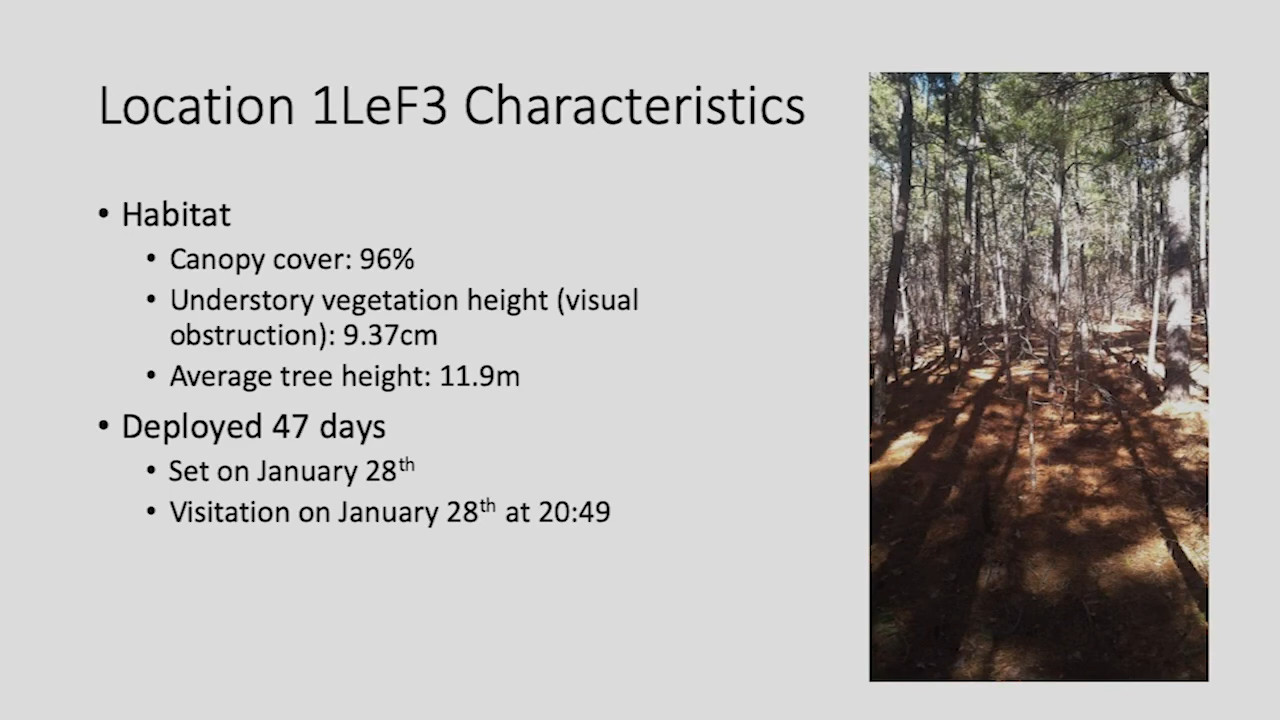 Location 1LeF3 Characteristics
• Habitat
• Canopy cover: 96%
• Understory vegetation height (visual
obstruction): 9.37cm
• Average tree height: 11.9m
• Deployed 47 days
• Set on January 28th
• Visitation on January 28th at 20:49